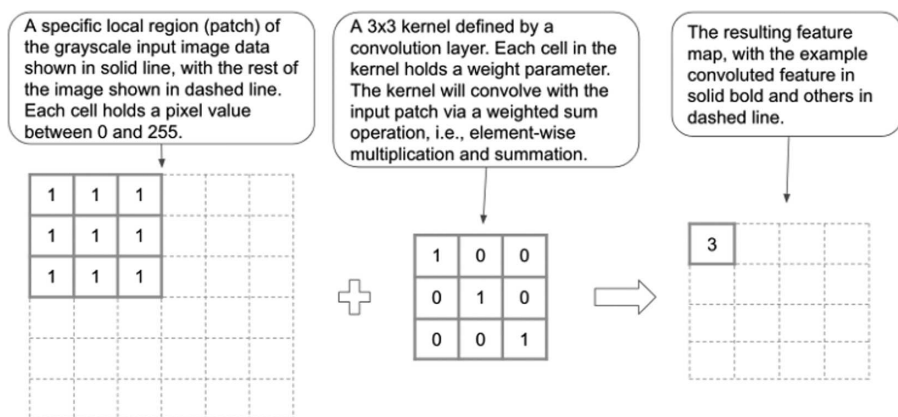 A specific local region (patch) of
the grayscale input image data
shown in solid line, with the rest of
the image shown in dashed line.
Each cell holds a pixel value
between 0 and 255.
A 3x3 kernel defined by a
convolution layer. Each cell in the
kernel holds a weight parameter.
The kernel will convolve with the
input patch via a weighted sum
operation, i.e., element-wise
multiplication and summation.
The resulting feature
map, with the example
convoluted feature in
solid bold and others in
dashed line.
1 1 1
1 1 1
1 1 1
1 0 0
0 1 0
0 0 1
3